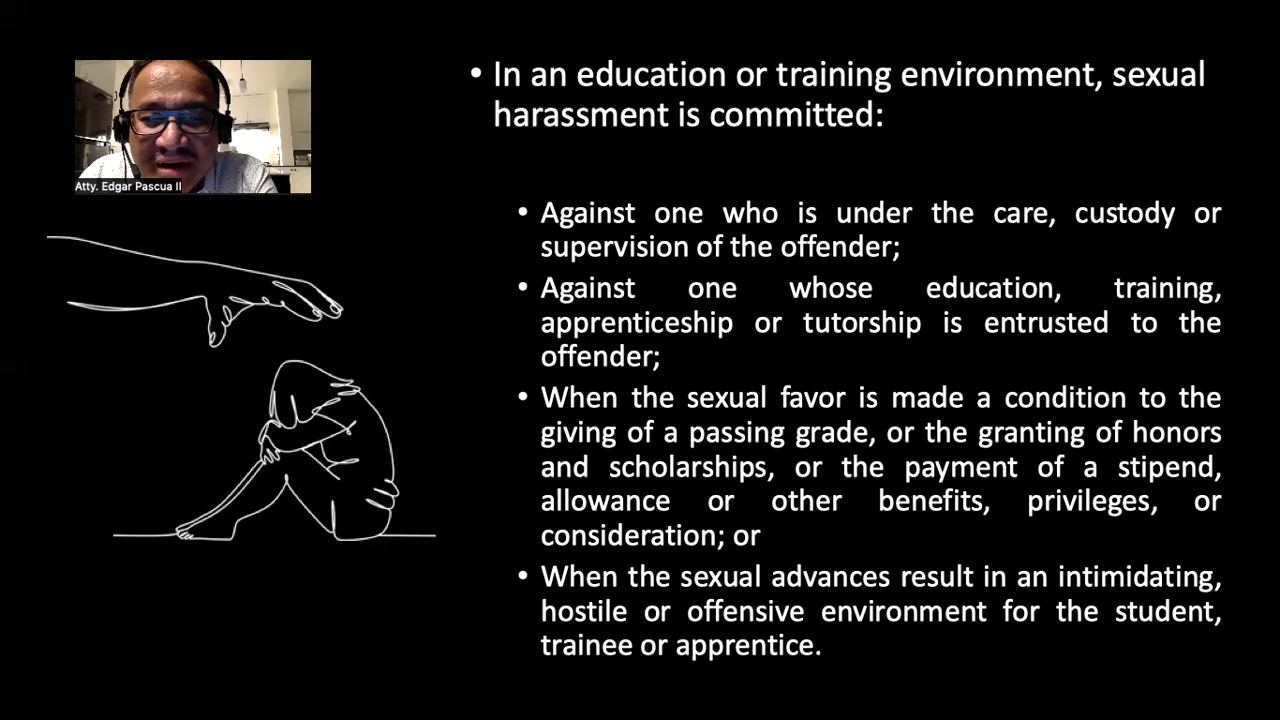 • In an education or training environment, sexual
harassment is committed:
Atty. Edgar Pascua II
• Against one who is under the care, custody or
supervision of the offender;
• Against one whose education, training,
apprenticeship or tutorship is entrusted to the
offender;
• When the sexual favor is made a condition to the
giving of a passing grade, or the granting of honors
and scholarships, or the payment of a stipend,
allowance or other benefits, privileges, or
consideration; or
• When the sexual advances result in an intimidating,
hostile or offensive environment for the student,
trainee or apprentice.